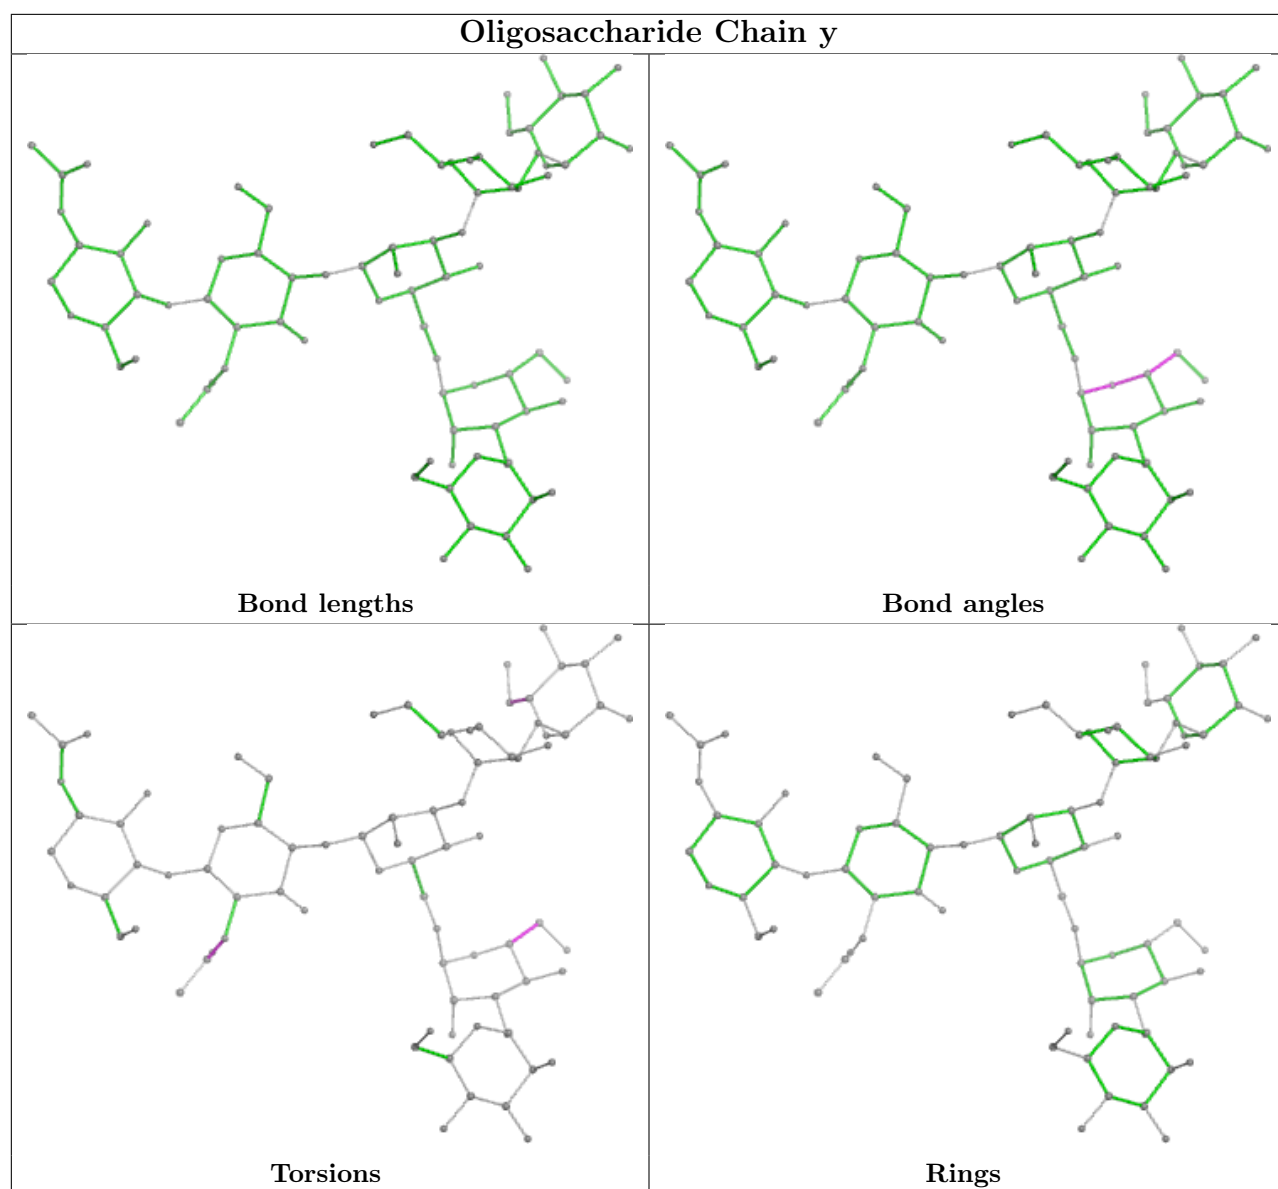 Oligosaccharide Chain y
Bond lengths
Bond angles
Torsions
Rings